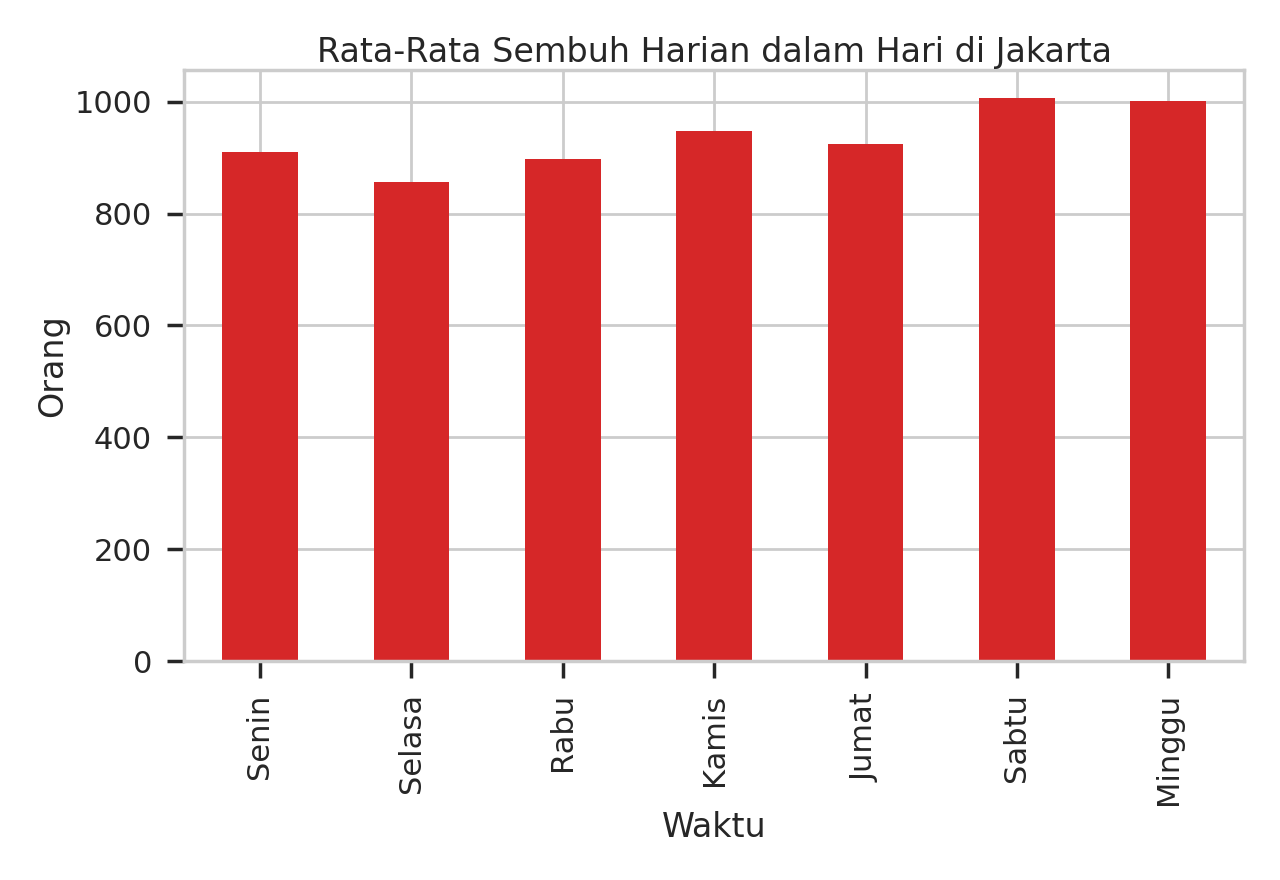 Rata-Rata Sembuh Harian dalam Hari di Jakarta
1000
800
600
400
200
0
Orang
Senin
Selasa
Rabu
Kamis
Jumat
Sabtu
Minggu
Waktu